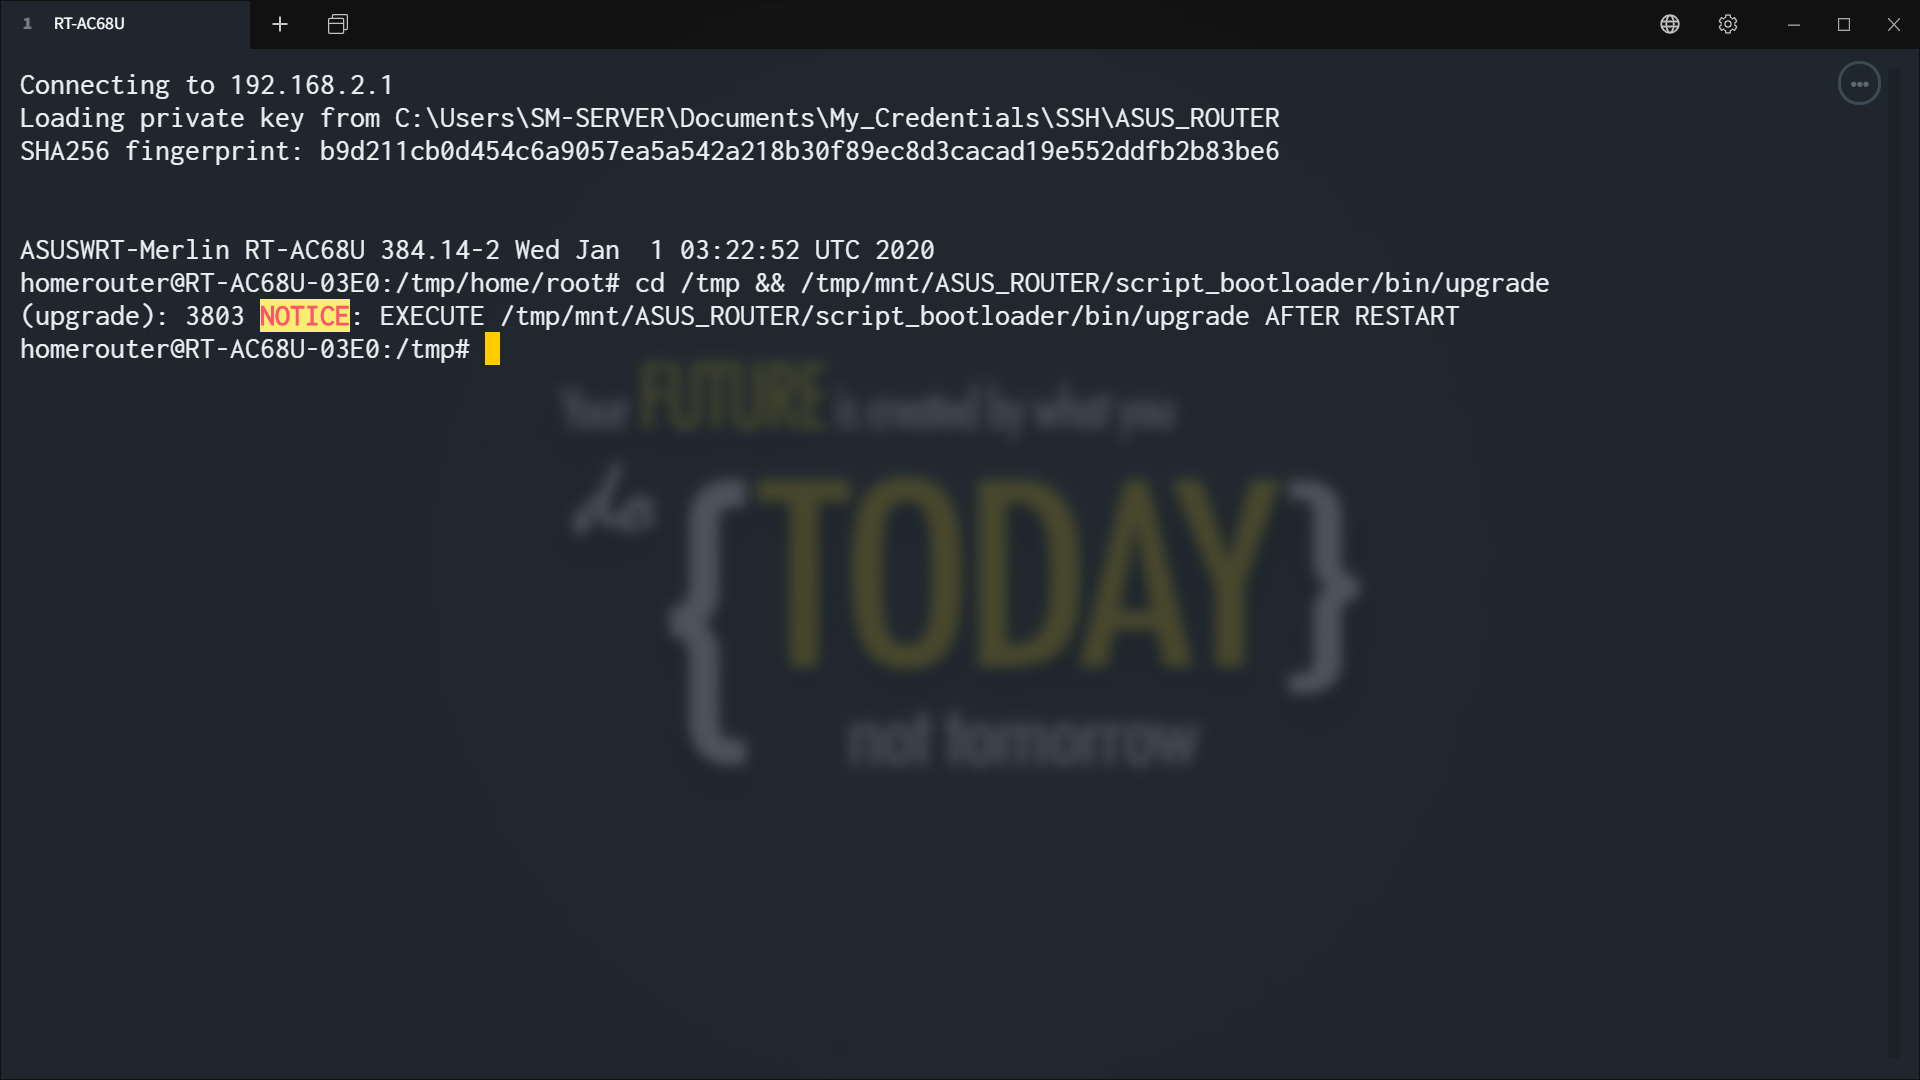 1 RT-AC68U
Connecting to 192.168.2.1
Loading private key from C:\Users\SM-SERVER\Documents\My_Credentials\SSH\ASUS_ROUTER
SHA256 fingerprint: b9d211cb0d454c6a9057ea5a542a218b30f89ec8d3cacad19e552ddfb2b83be6
ASUSWRT-Merlin RT-AC68U 384.14-2 Wed Jan  1 03:22:52 UTC 2020
homerouter@RT-AC68U-03E0:/tmp/home/root# cd /tmp && /tmp/mnt/ASUS_ROUTER/script_bootloader/bin/upgrade
(upgrade): 3803 NOTICE: EXECUTE /tmp/mnt/ASUS_ROUTER/script_bootloader/bin/upgrade AFTER RESTART
homerouter@RT-AC68U-03E0:/tmp#
Your FUTURE is created by what you
do {TODAY}
not tomorrow